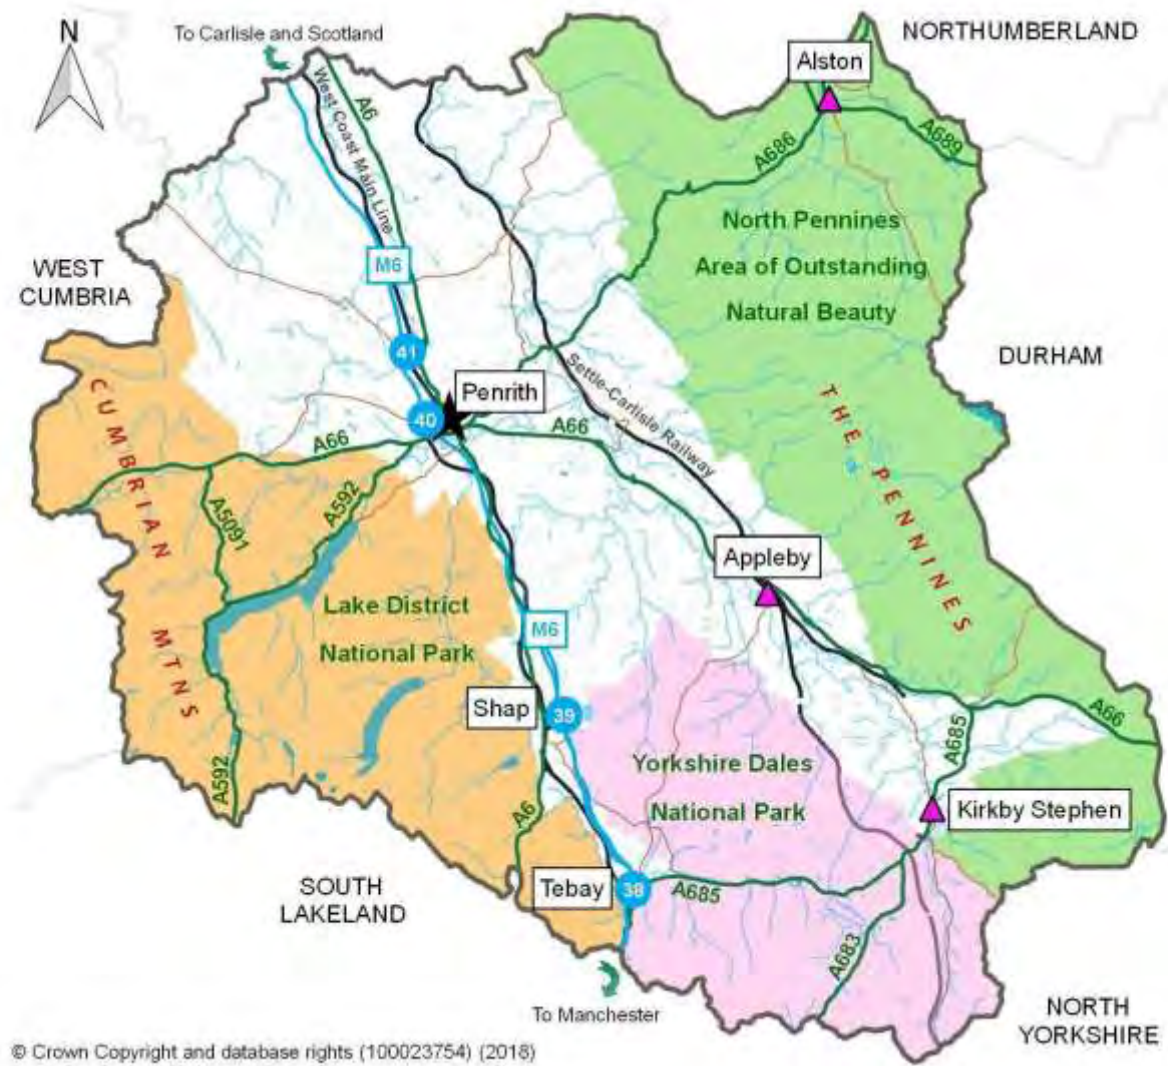 N
To Carlisle and Scotland
NORTHUMBERLAND
Alston
West Coast Main Line
A6
A686
A689
North Pennines
Area of Outstanding
Natural Beauty
WEST
CUMBRIA
M6
DURHAM
41
Settle-Carlisle Railway
Penrith
40
A66
A66
CUMBRIAN
MTNS
THE PENNINES
A5091
A592
Appleby
Lake District
National Park
M6
Shap
39
A66
A685
Yorkshire Dales
National Park
A592
A6
Kirkby Stephen
SOUTH
LAKELAND
Tebay
38
A685
A683
To Manchester
NORTH
YORKSHIRE
© Crown Copyright and database rights (100023754) (2018)